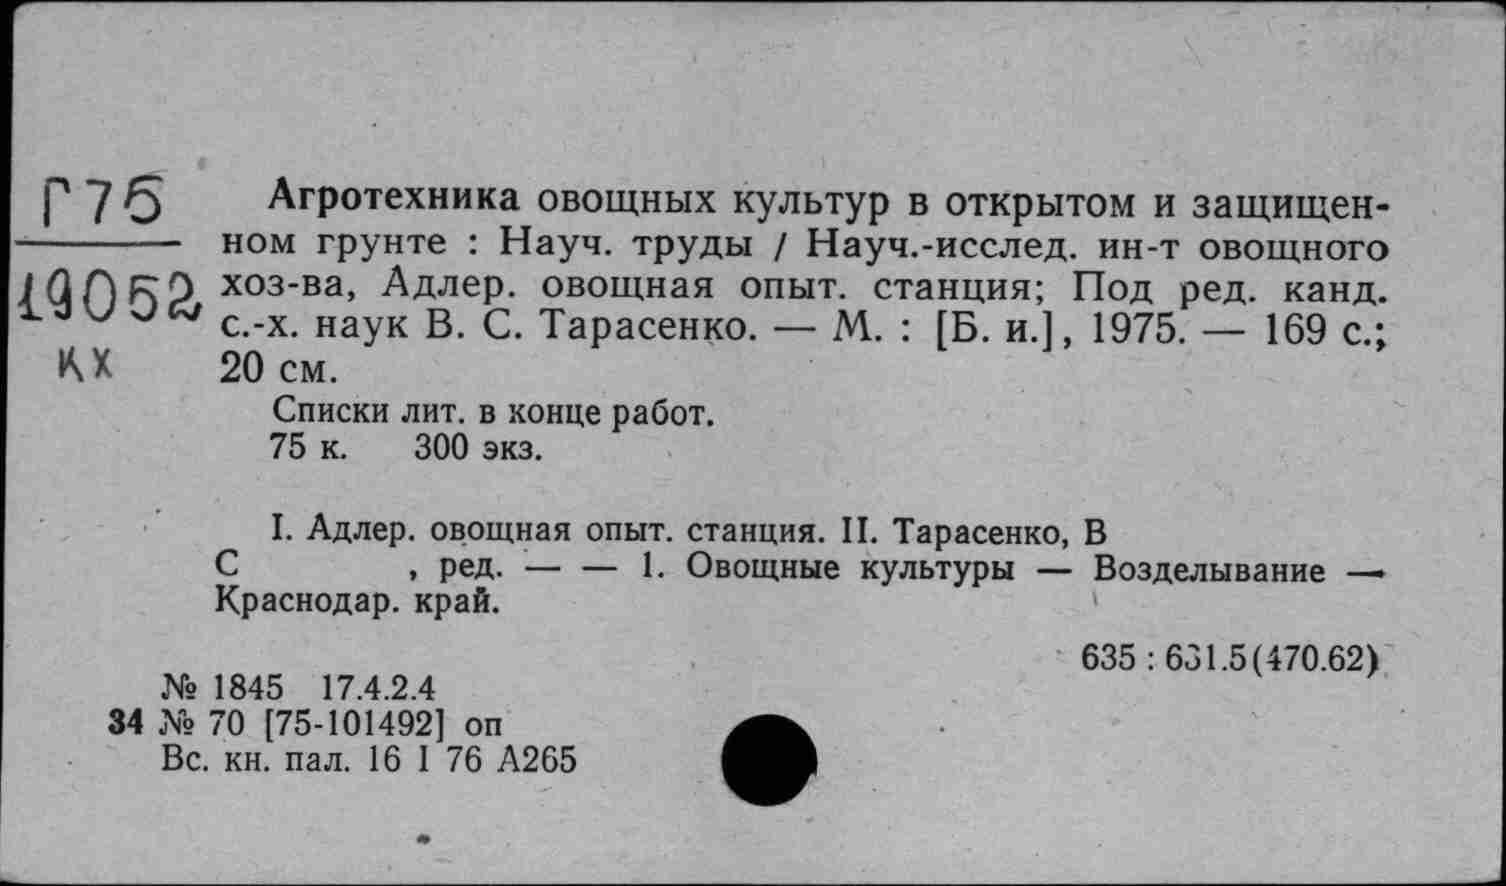 Г75
19052
кх
Агротехника овощных культур в открытом и защищен-
ном грунте : Науч. труды / Науч.-исслед. ин-т овощного
хоз-ва, Адлер. овощная опыт. станция; Под ред. канд.
с.-х. наук В. С. Тарасенко. — М. : [Б. и.], 1975. — 169 с.;
20 см.
Списки лит. в конце работ.
75 к. 300 экз.
I. Адлер. овощная опыт. станция. II. Тарасенко, В
С , ред. — — 1. Овощные культуры — Возделывание —
Краснодар. край.
635 : 631.5(470.62)
№ 1845 17.4.2.4
34 № 70 [75-101492] оп
Вс. кн. пал. 16 I 76 А265